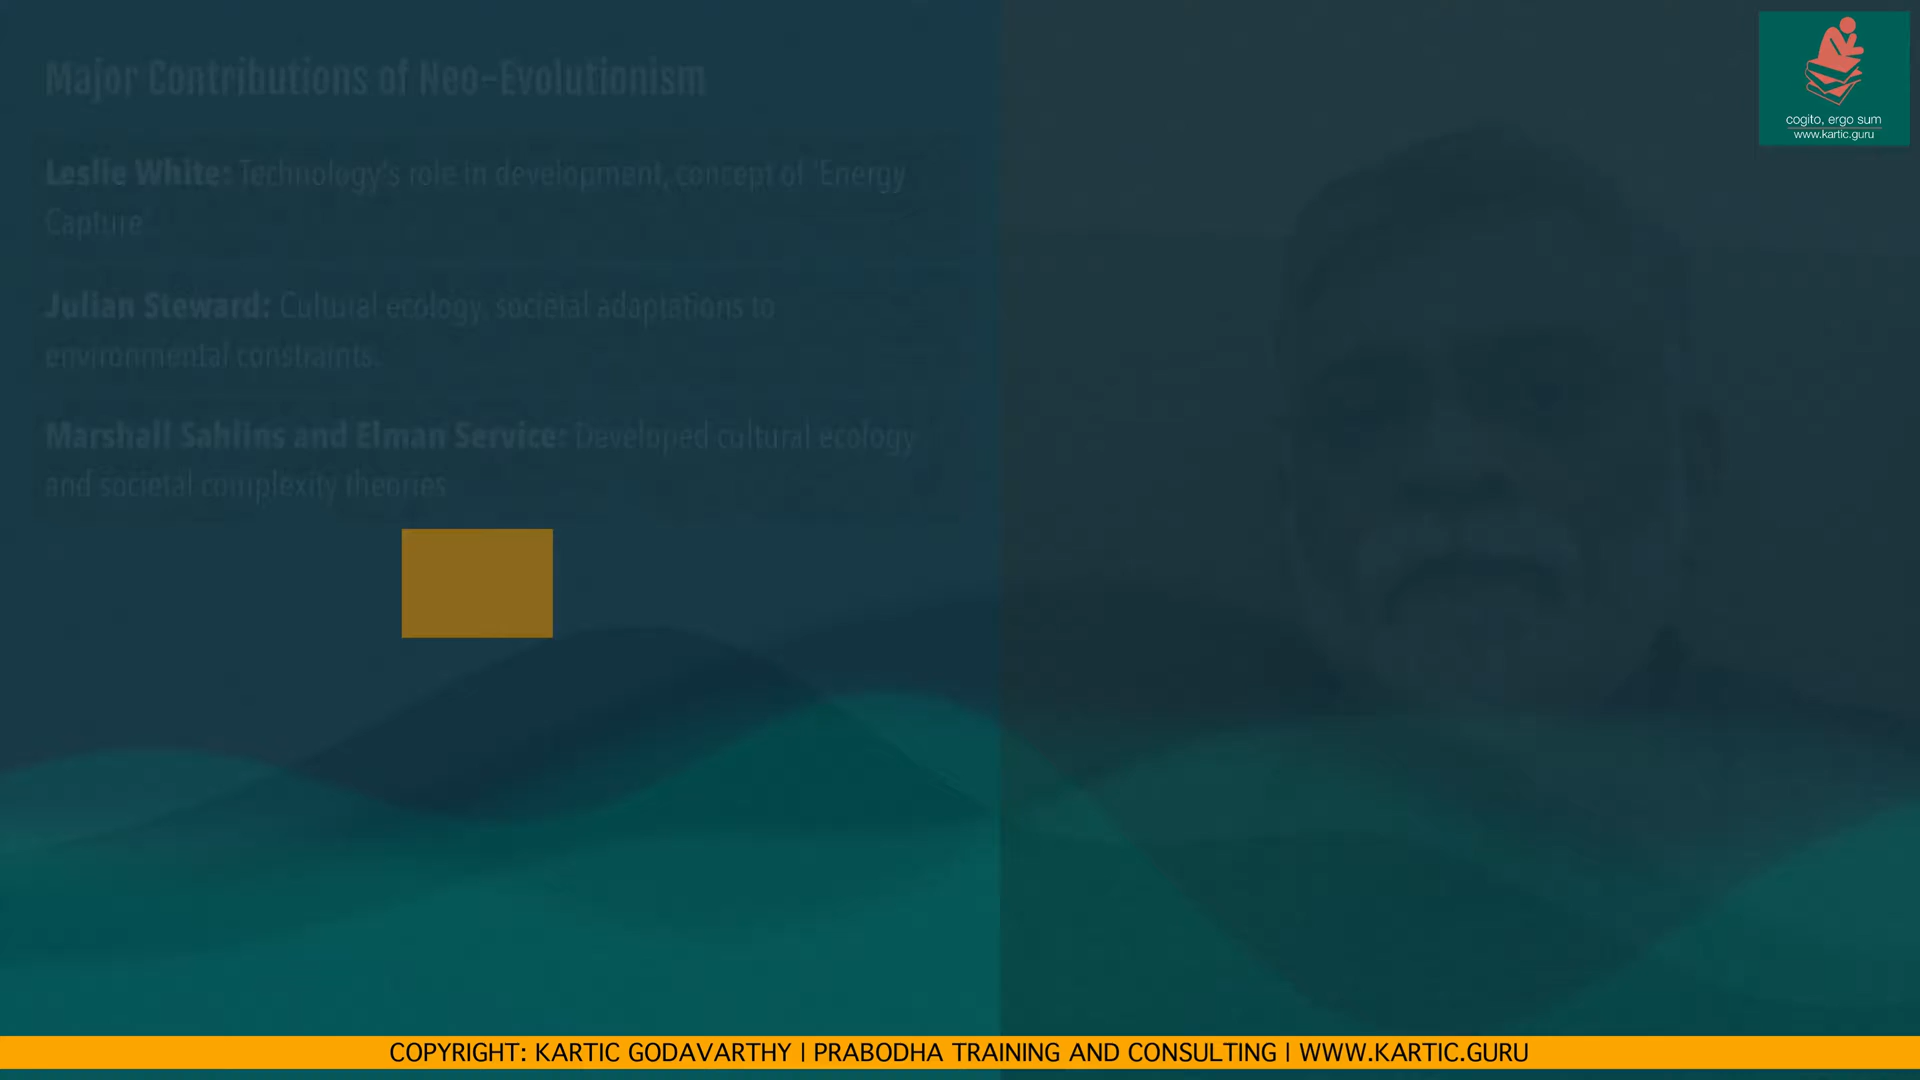 Major Contributions of Neo-Evolutionism
Leslie White: Technology's role in development, concept of 'Energy
Capture'
Julian Steward: Cultural ecology, societal adaptations to
environmental constraints.
Marshall Sahlins and Elman Service: Developed cultural ecology
and societal complexity theories
cogito, ergo sum
www.kartic.guru
COPYRIGHT: KARTIC GODAVARTHY | PRABODHA TRAINING AND CONSULTING | WWW.KARTIC.GURU